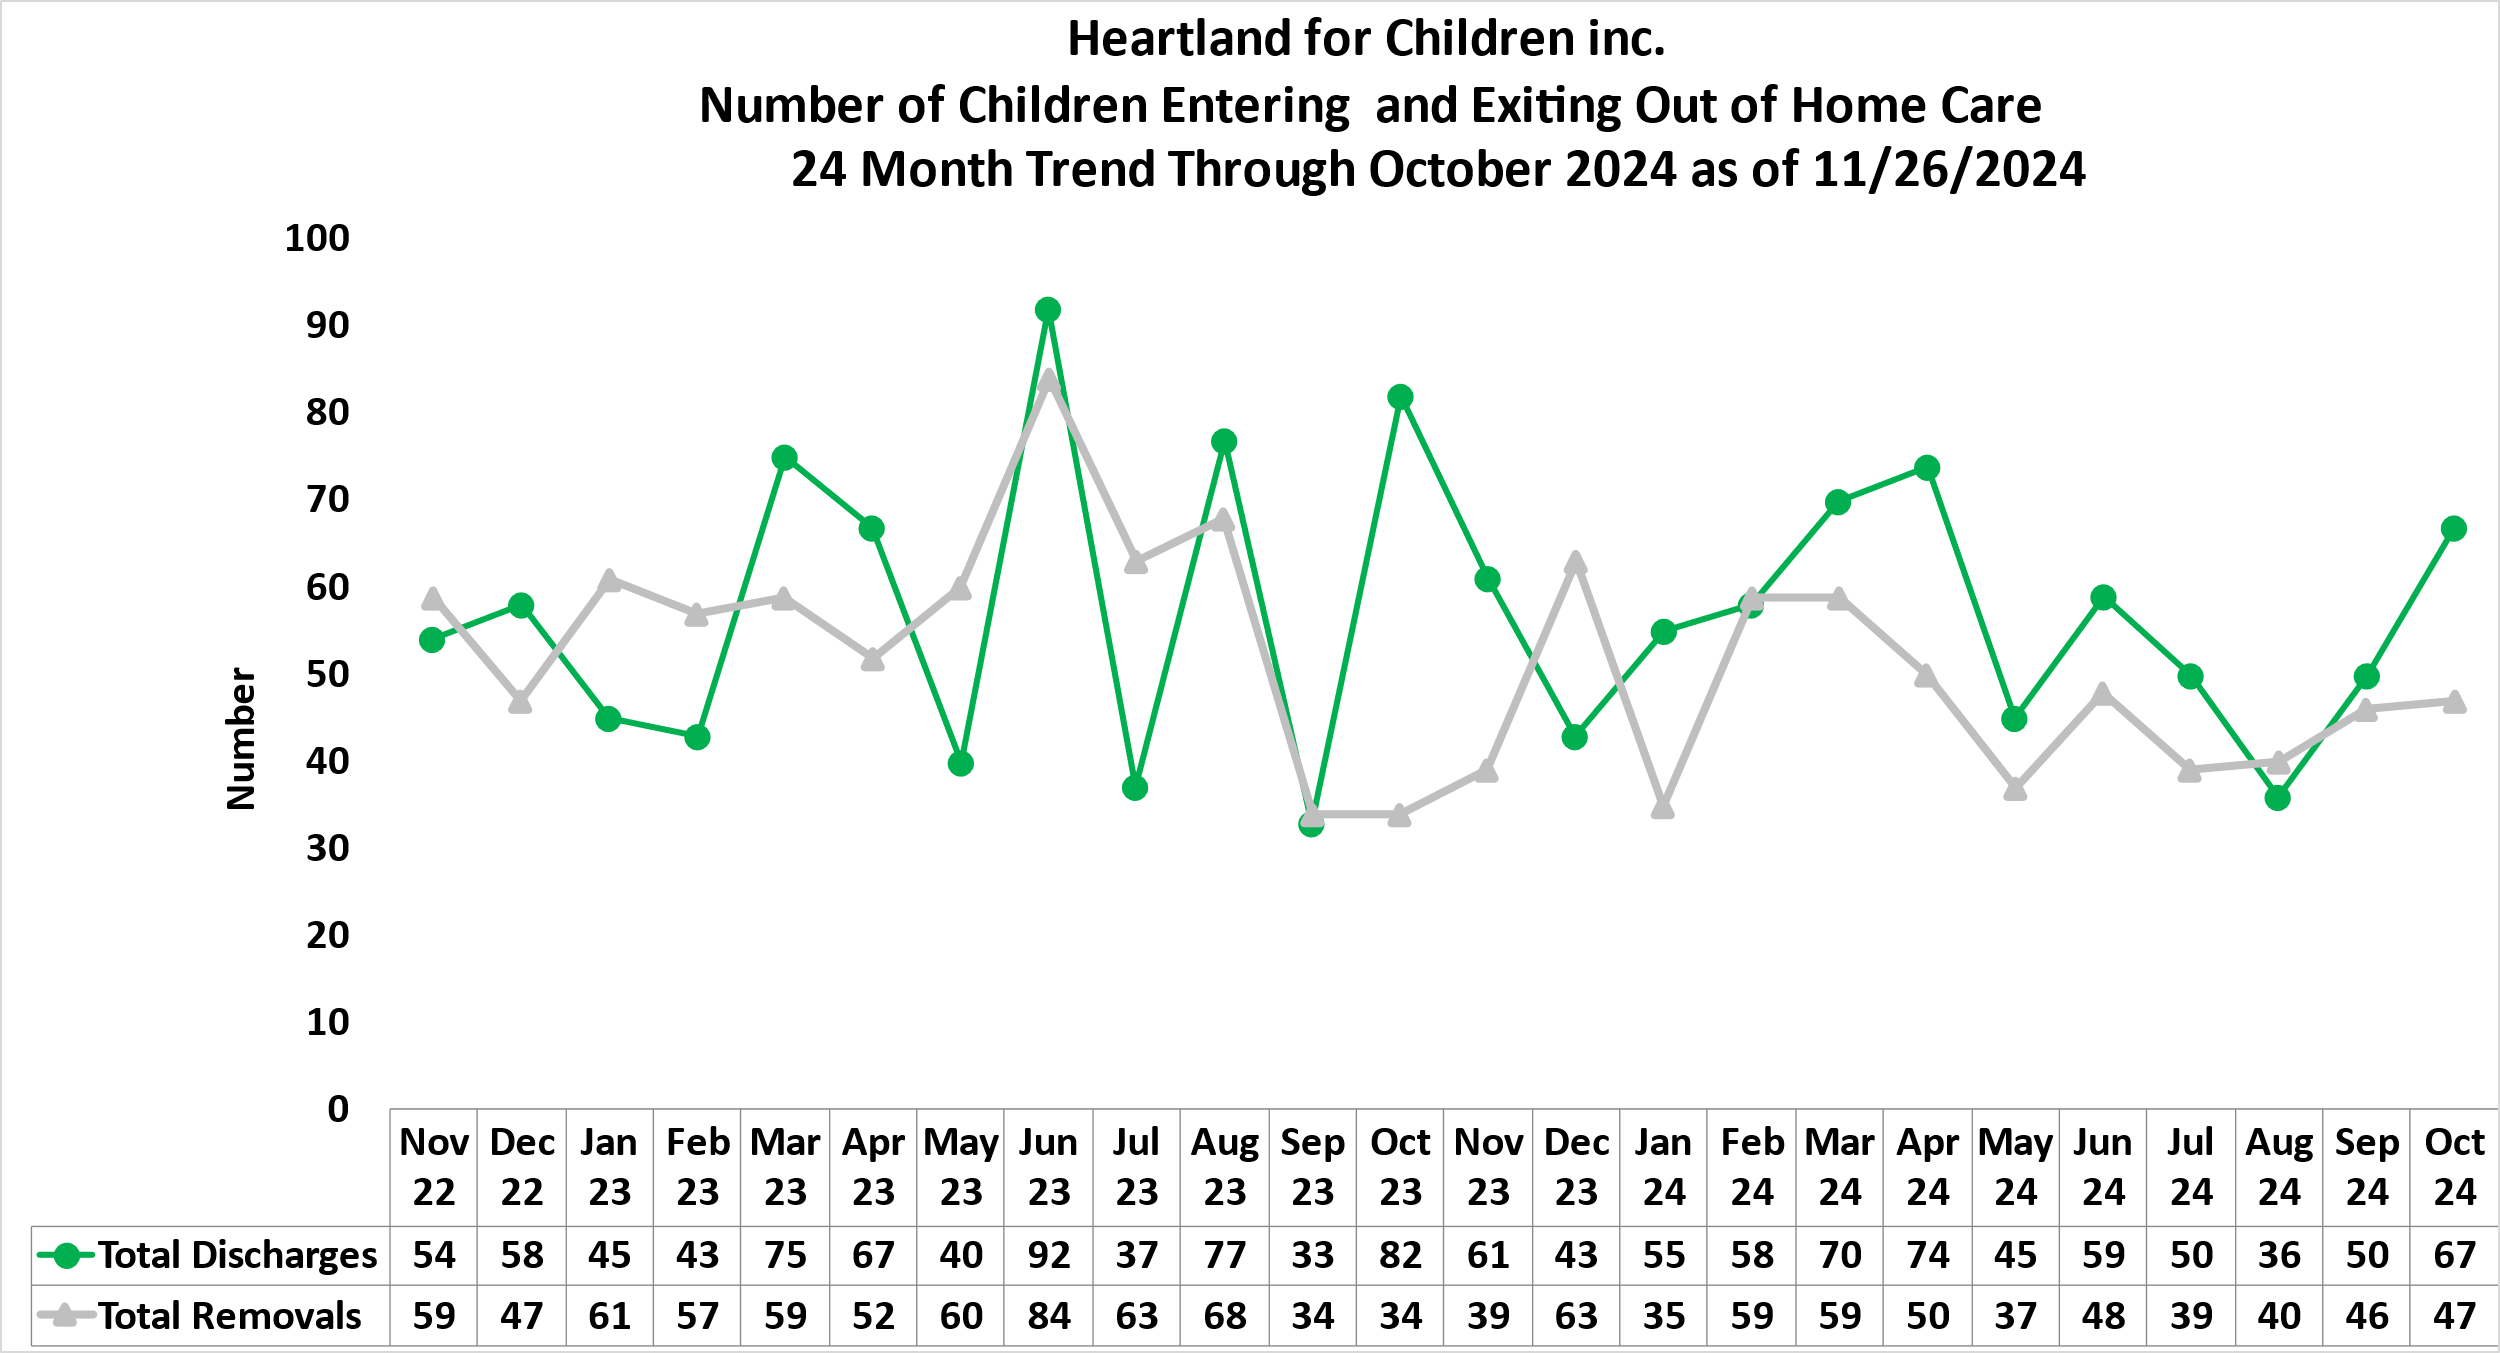 Heartland for Children inc.
Number of Children Entering  and Exiting Out of Home Care
24 Month Trend Through October 2024 as of 11/26/2024
100
90
80
70
60
50
40
30
20
10
0
Number
Nov Dec Jan Feb Mar Apr May Jun Jul Aug Sep Oct Nov Dec Jan Feb Mar Apr May Jun Jul Aug Sep Oct
22 22 23 23 23 23 23 23 23 23 23 23 23 23 24 24 24 24 24 24 24 24 24 24
Total Discharges 54 58 45 43 75 67 40 92 37 77 33 82 61 43 55 58 70 74 45 59 50 36 50 67
Total Removals 59 47 61 57 59 52 60 84 63 68 34 34 39 63 35 59 59 50 37 48 39 40 46 47